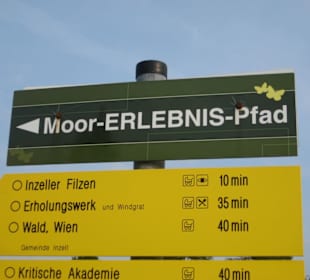 Moor-ERLEBNIS-Pfad
Inzeller Filzen 10 min
Erholungswerk und Windgrat 35 min
Wald, Wien 40 min
Gemeinde Inzell
Kritische Akademie 40 min